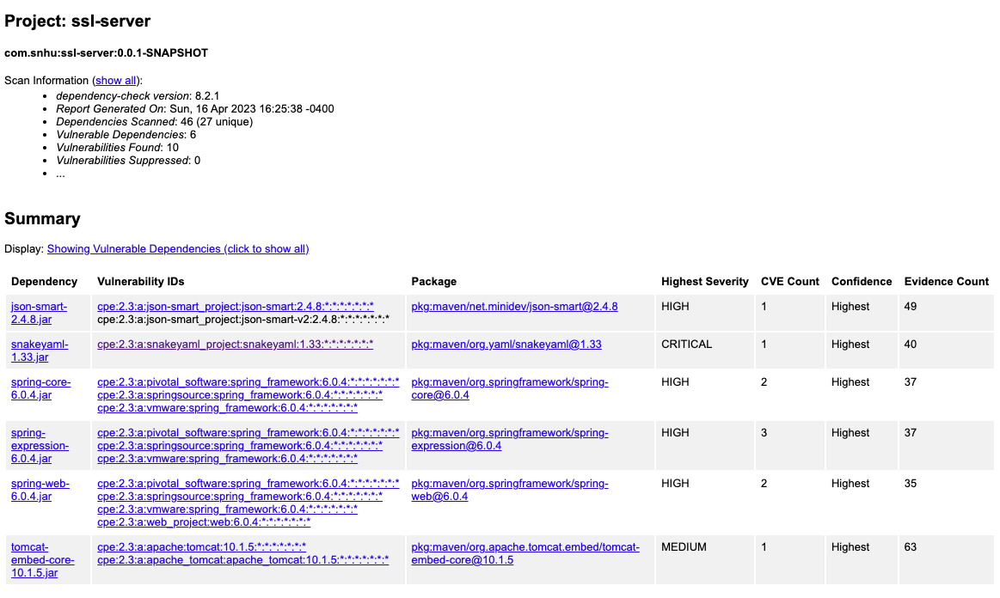 Project: ssl-server
com.snhu:ssl-server:0.0.1-SNAPSHOT
Scan Information (show all):
• dependency-check version: 8.2.1
• Report Generated On: Sun, 16 Apr 2023 16:25:38 -0400
• Dependencies Scanned: 46 (27 unique)
• Vulnerable Dependencies: 6
• Vulnerabilities Found: 10
• Vulnerabilities Suppressed: 0
• ...
Summary
Display: Showing Vulnerable Dependencies (click to show all)
Dependency Vulnerability IDs Package Highest Severity CVE Count Confidence Evidence Count
json-smart- cpe:2.3:a:json-smart_project:json-smart:2.4.8:*:*:*:*:*:*:* pkg:maven/net.minidev/json-smart@2.4.8 HIGH 1 Highest 49
2.4.8.jar cpe:2.3:a:json-smart_project:json-smart-v2:2.4.8:*:*:*:*:*:*:*
snakeyaml- cpe:2.3:a:snakeyaml_project:snakeyaml:1.33:*:*:*:*:*:*:* pkg:maven/org.yaml/snakeyaml@1.33 CRITICAL 1 Highest 40
1.33.jar
spring-core- cpe:2.3:a:pivotal_software:spring_framework:6.0.4:*:*:*:*:*:*:* pkg:maven/org.springframework/spring- HIGH 2 Highest 37
6.0.4.jar cpe:2.3:a:springsource:spring_framework:6.0.4:*:*:*:*:*:*:* core@6.0.4
cpe:2.3:a:vmware:spring_framework:6.0.4:*:*:*:*:*:*:*
spring- cpe:2.3:a:pivotal_software:spring_framework:6.0.4:*:*:*:*:*:*:* pkg:maven/org.springframework/spring- HIGH 3 Highest 37
expression- cpe:2.3:a:springsource:spring_framework:6.0.4:*:*:*:*:*:*:* expression@6.0.4
6.0.4.jar cpe:2.3:a:vmware:spring_framework:6.0.4:*:*:*:*:*:*:*
spring-web- cpe:2.3:a:pivotal_software:spring_framework:6.0.4:*:*:*:*:*:*:* pkg:maven/org.springframework/spring- HIGH 2 Highest 35
6.0.4.jar cpe:2.3:a:springsource:spring_framework:6.0.4:*:*:*:*:*:*:* web@6.0.4
cpe:2.3:a:vmware:spring_framework:6.0.4:*:*:*:*:*:*:*
cpe:2.3:a:web_project:web:6.0.4:*:*:*:*:*:*:*
tomcat- cpe:2.3:a:apache:tomcat:10.1.5:*:*:*:*:*:*:* pkg:maven/org.apache.tomcat.embed/tomcat- MEDIUM 1 Highest 63
embed-core- cpe:2.3:a:apache_tomcat:apache_tomcat:10.1.5:*:*:*:*:*:*:* embed-core@10.1.5
10.1.5.jar